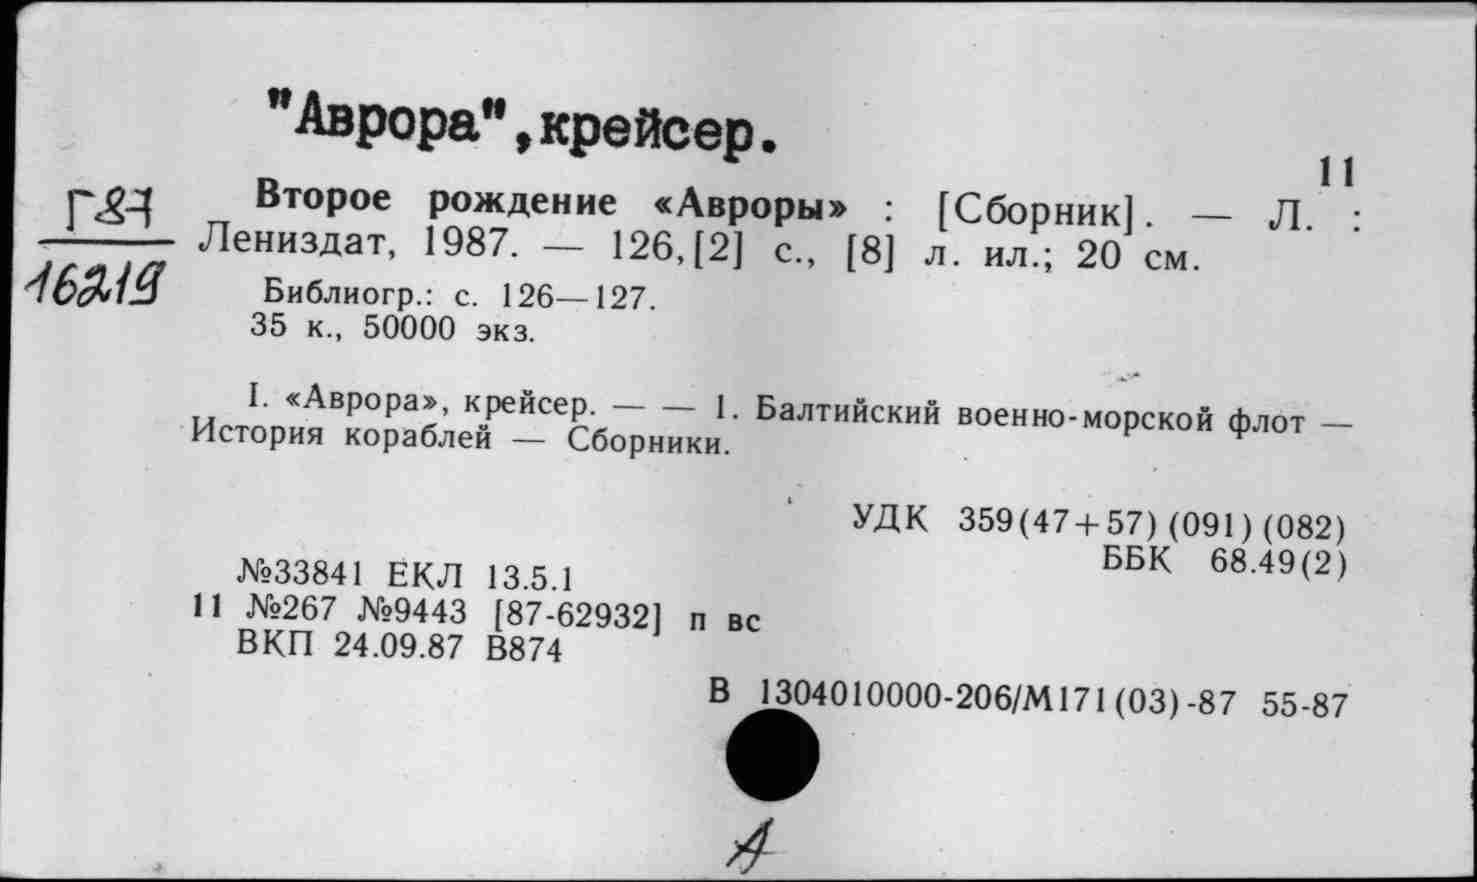 "Аврора",крейсер.
11
Второе рождение «Авроры» : [Сборник]. — Л. :
Лениздат, 1987. — 126,[2] с., [8] л. ил.; 20 см.
16219
Библиогр.: с. 126—127.
35 к., 50000 экз.
I. «Аврора», крейсер. — — 1. Балтийский военно-морской флот —
История кораблей — Сборники.
УДК 359(47+57)(091)(082)
ББК 68.49(2)
№33841 ЕКЛ 13.5.1
11 №267 №9443 [87-62932] п вс
ВКП 24.09.87 В874
В 1304010000-206/М171(03)-87 55-87